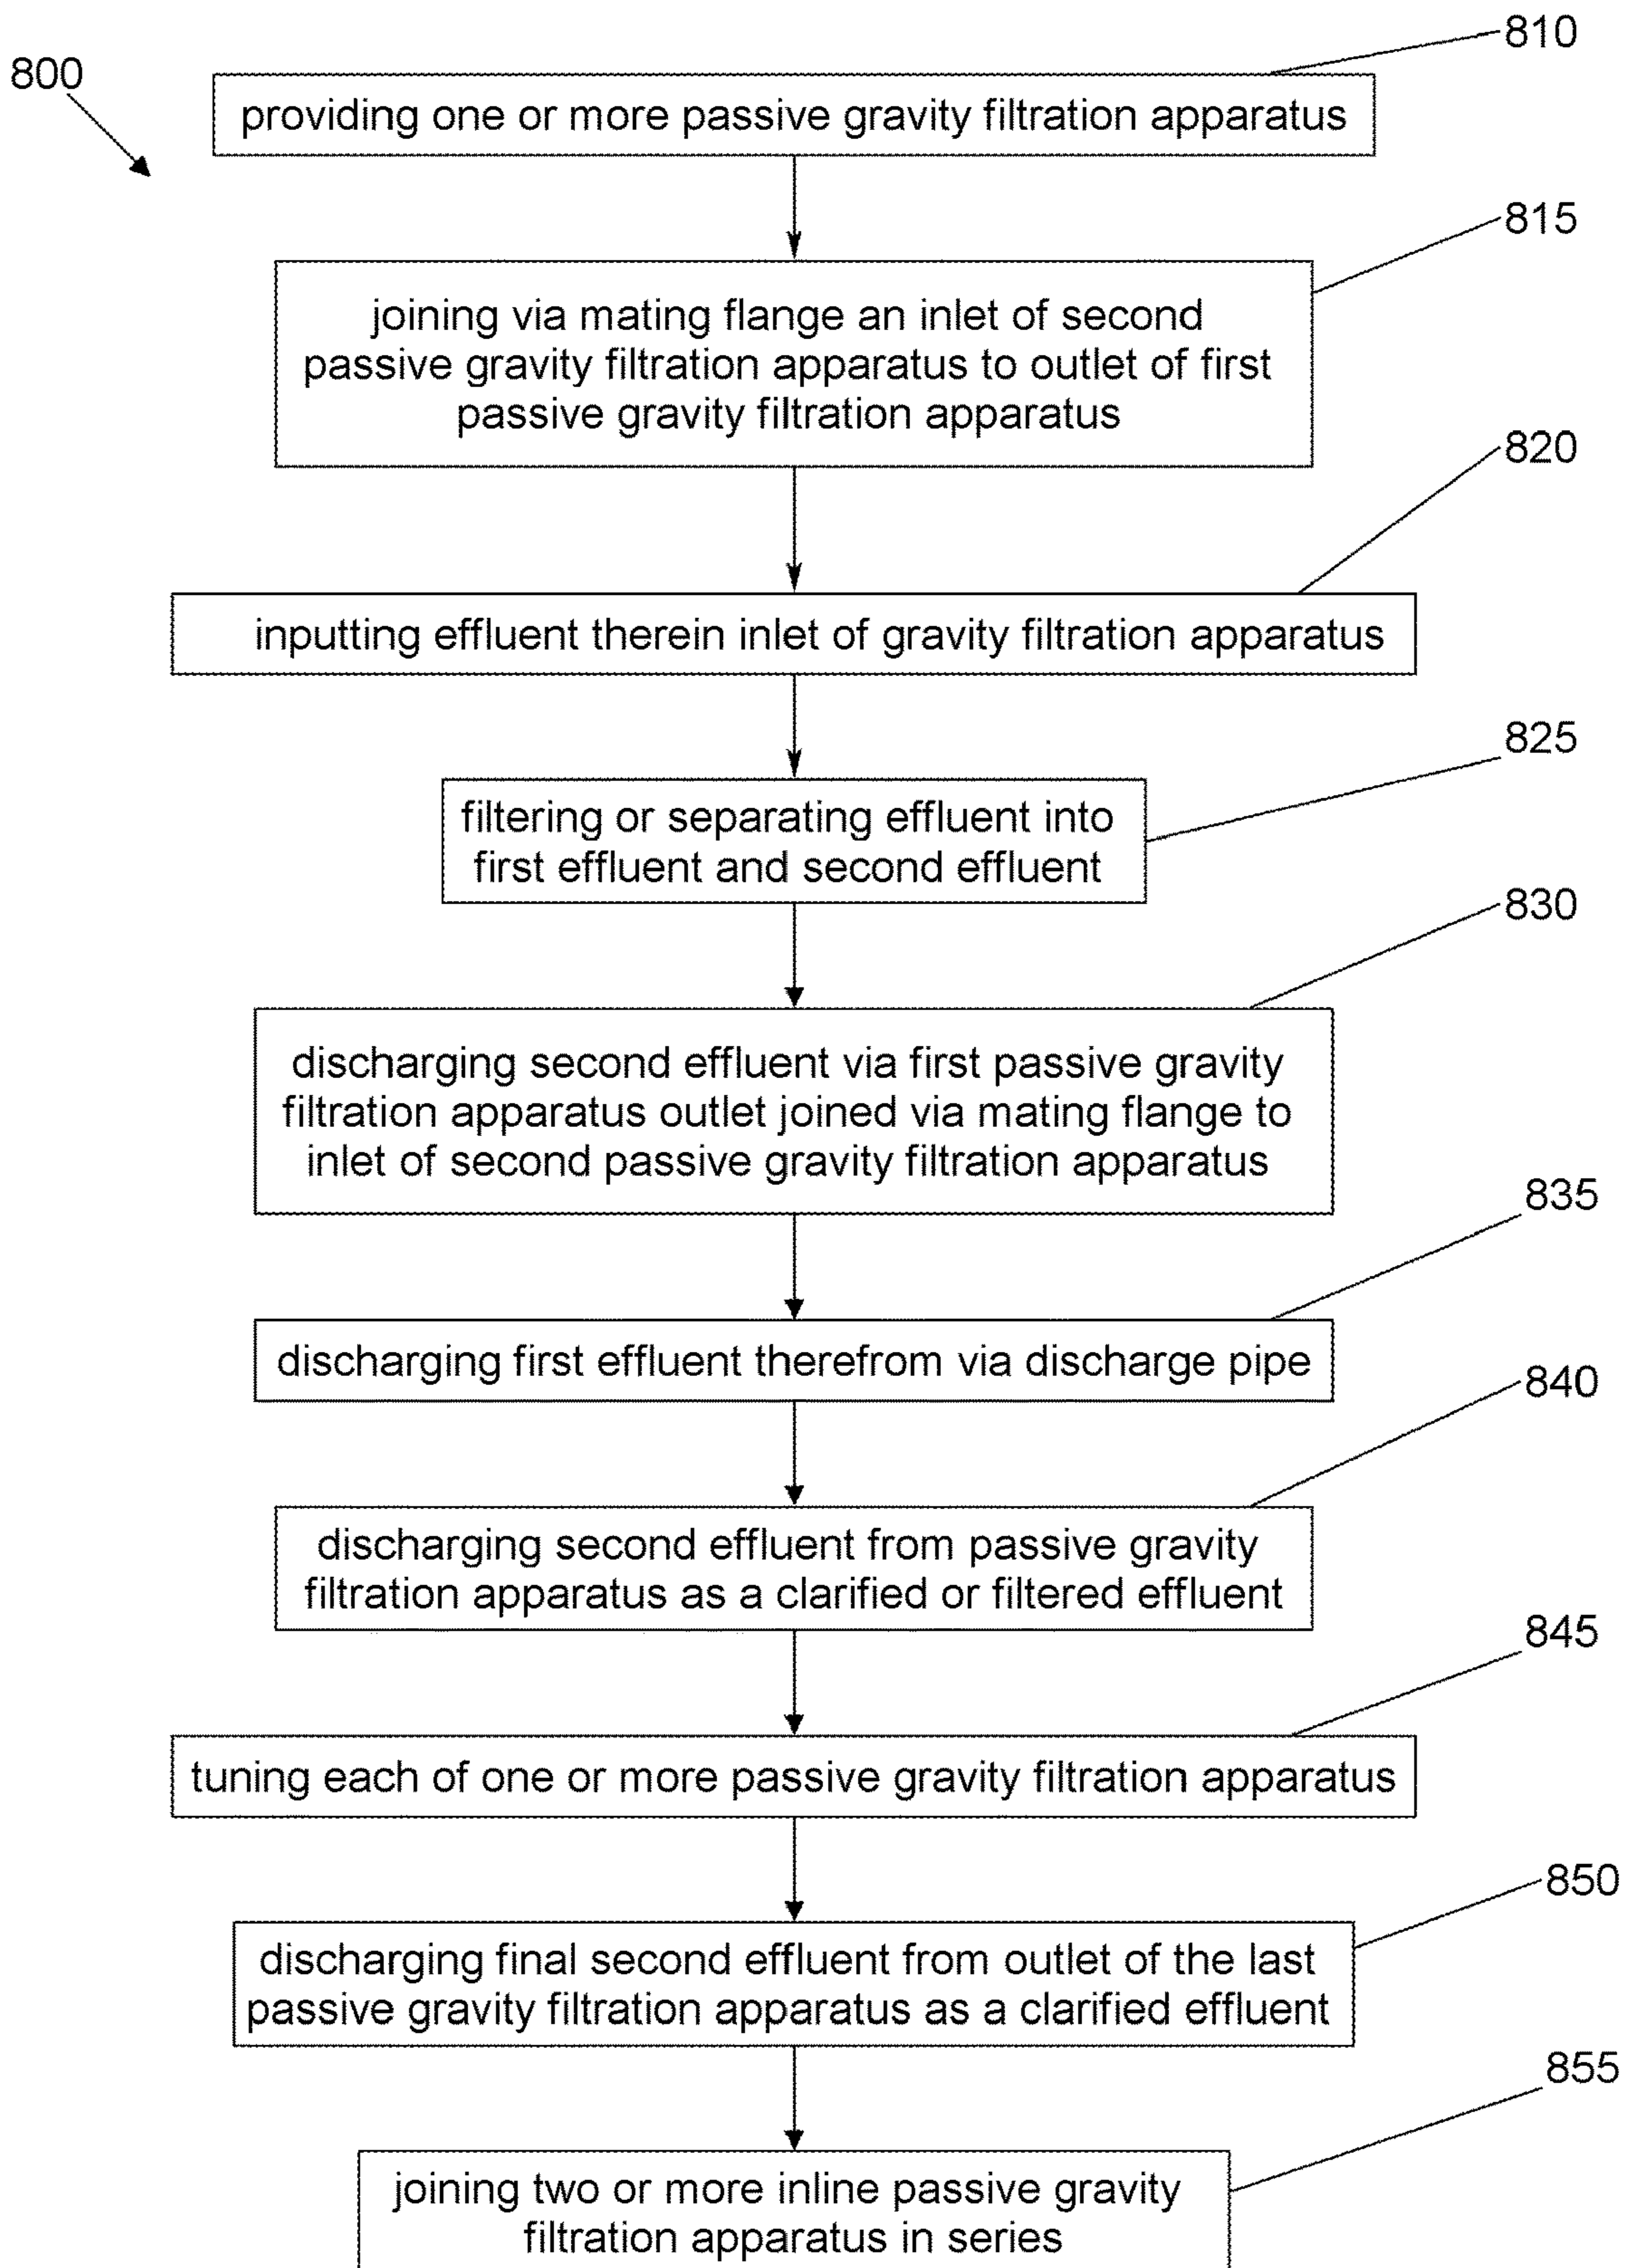 810
800
providing one or more passive gravity filtration apparatus
815
joining via mating flange an inlet of second
passive gravity filtration apparatus to outlet of first
passive gravity filtration apparatus
820
inputting effluent therein inlet of gravity filtration apparatus
825
filtering or separating effluent into
first effluent and second effluent
830
discharging second effluent via first passive gravity
filtration apparatus outlet joined via mating flange to
inlet of second passive gravity filtration apparatus
835
discharging first effluent therefrom via discharge pipe
840
discharging second effluent from passive gravity
filtration apparatus as a clarified or filtered effluent
845
tuning each of one or more passive gravity filtration apparatus
850
discharging final second effluent from outlet of the last
passive gravity filtration apparatus as a clarified effluent
855
joining two or more inline passive gravity
filtration apparatus in series